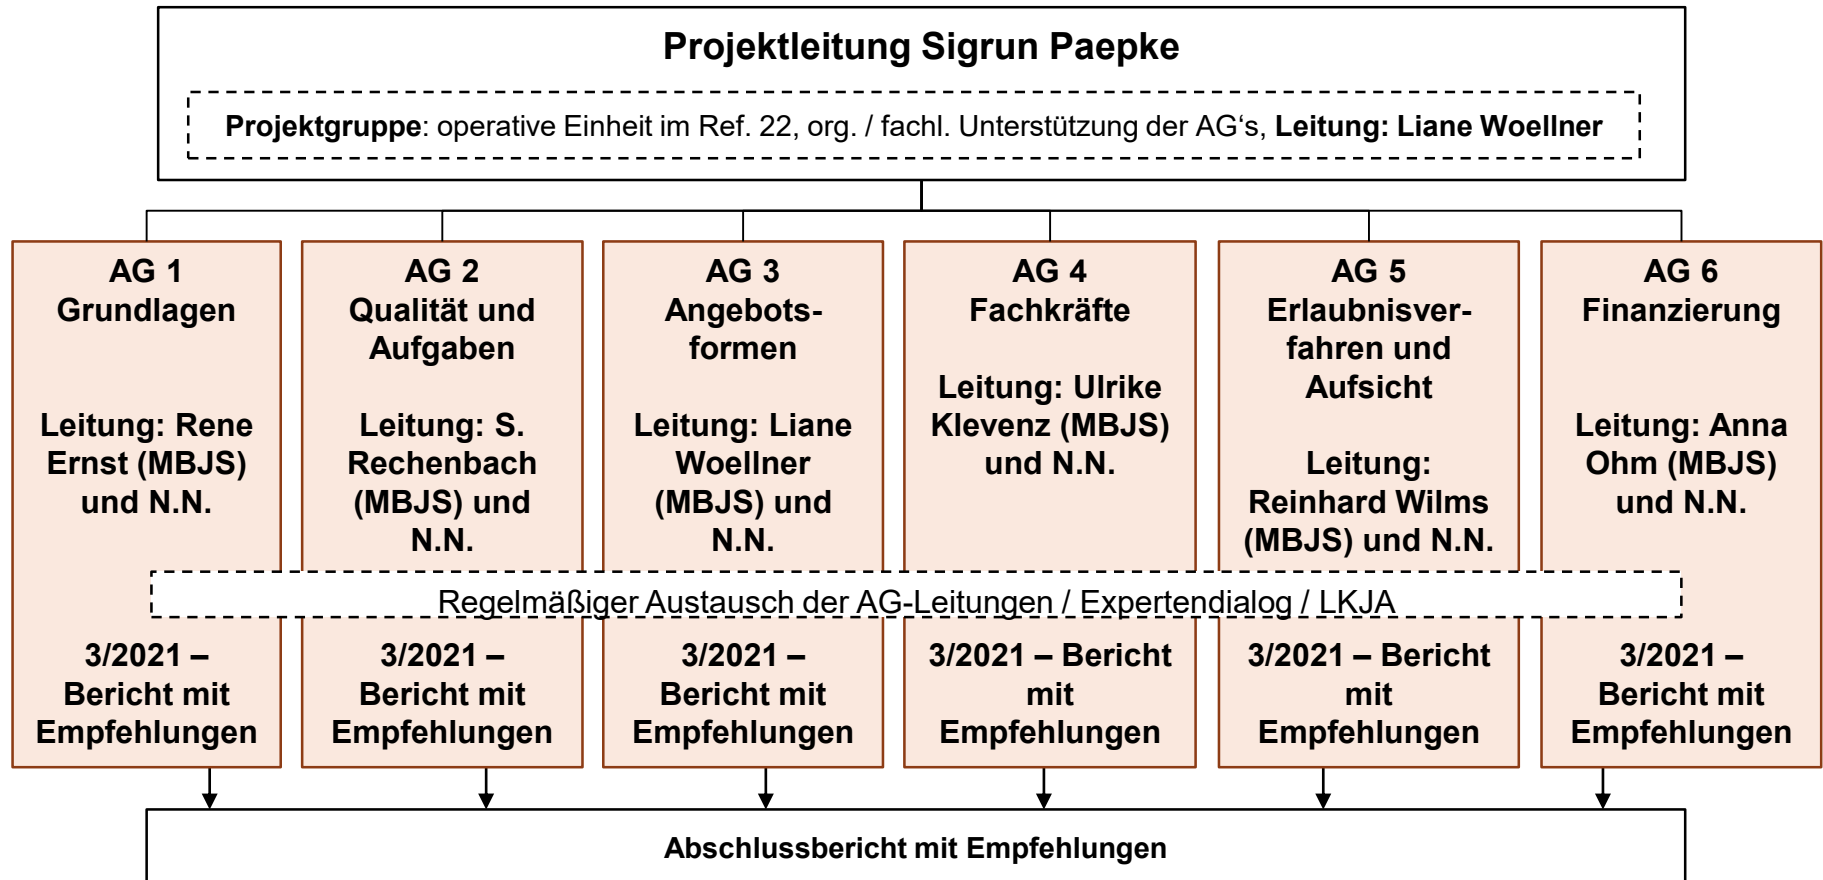 Projektleitung Sigrun Paepke
Projektgruppe: operative Einheit im Ref. 22, org. / fachl. Unterstützung der AG‘s, Leitung: Liane Woellner
AG 1
Grundlagen
Leitung: Rene
Ernst (MBJS)
und N.N.
AG 2
Qualität und
Aufgaben
Leitung: S.
Rechenbach
(MBJS) und
N.N.
AG 3
Angebots-
formen
Leitung: Liane
Woellner
(MBJS) und
N.N.
AG 4
Fachkräfte
Leitung: Ulrike
Klevenz (MBJS)
und N.N.
AG 5
Erlaubnisver-
fahren und
Aufsicht
Leitung:
Reinhard Wilms
(MBJS) und N.N.
AG 6
Finanzierung
Leitung: Anna
Ohm (MBJS)
und N.N.
Regelmäßiger Austausch der AG-Leitungen / Expertendialog / LKJA
3/2021 –
Bericht mit
Empfehlungen
3/2021 –
Bericht mit
Empfehlungen
3/2021 –
Bericht mit
Empfehlungen
3/2021 – Bericht
mit
Empfehlungen
3/2021 – Bericht
mit
Empfehlungen
3/2021 –
Bericht mit
Empfehlungen
Abschlussbericht mit Empfehlungen